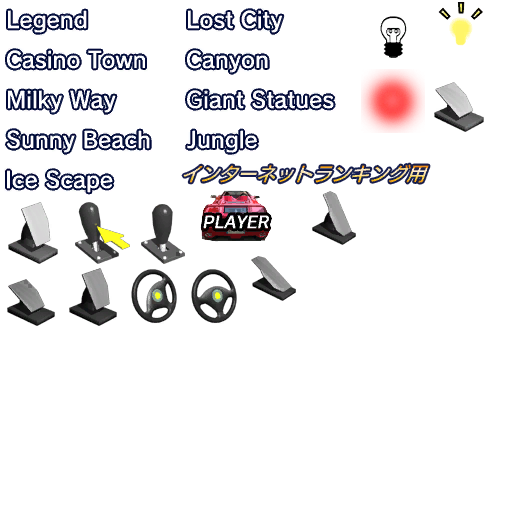 Legend
Lost City
Casino Town
Canyon
Milky Way
Giant Statues
Sunny Beach
Jungle
Ice Scape
インターネットランキング用
PLAYER